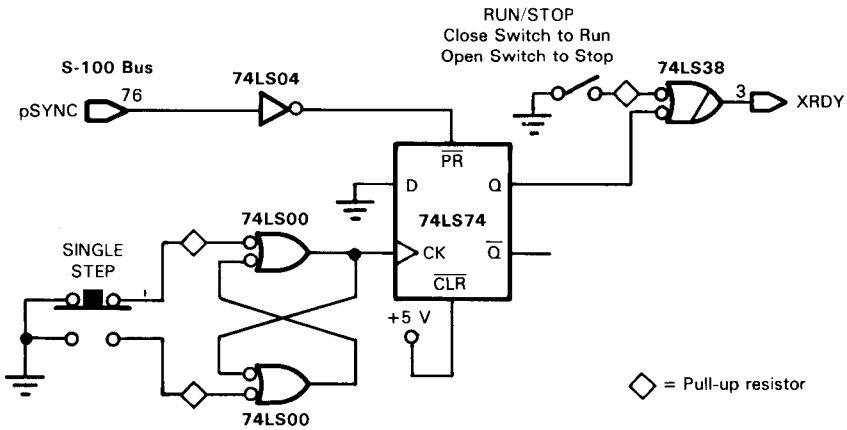 RUN/STOP
Close Switch to Run
Open Switch to Stop
S-100 Bus
74LS04
74LS38
76
pSYNC
3
XRDY
PR
D
Q
74LS00
74LS74
SINGLE
STEP
CK
Q
CLR
+5 V
= Pull-up resistor
74LS00